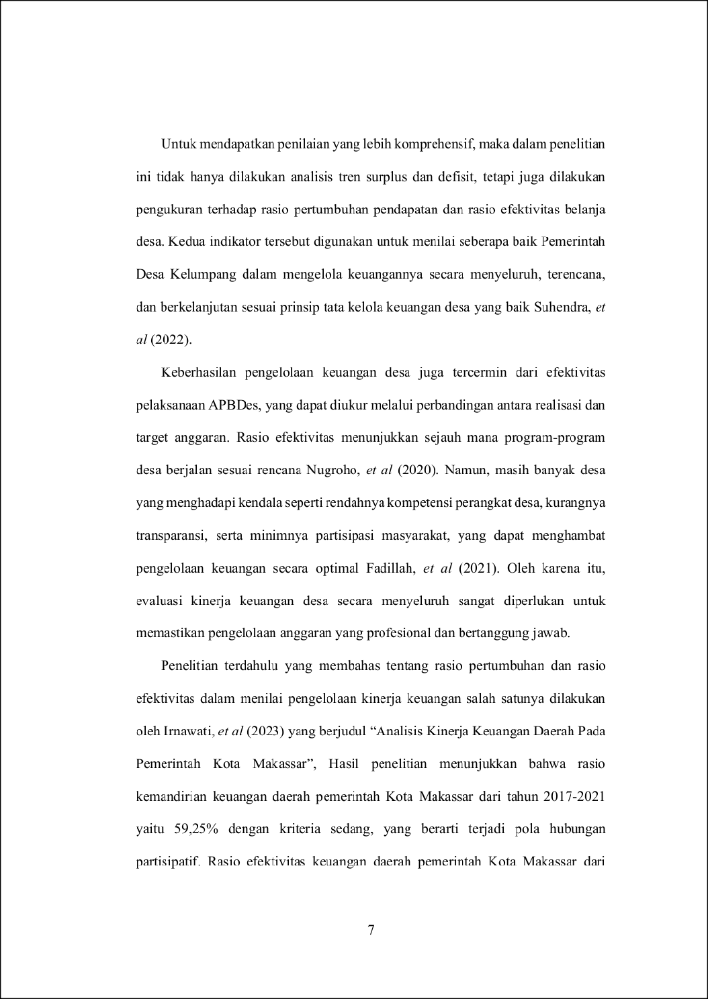 Untuk mendapatkan penilaian yang lebih komprehensif, maka dalam penelitian
ini tidak hanya dilakukan analisis tren surplus dan defisit, tetapi juga dilakukan
pengukuran terhadap rasio pertumbuhan pendapatan dan rasio efektivitas belanja
desa. Kedua indikator tersebut digunakan untuk menilai seberapa baik Pemerintah
Desa Kelumpang dalam mengelola keuangannya secara menyeluruh, terencana,
dan berkelanjutan sesuai prinsip tata kelola keuangan desa yang baik Suhendra, et
al (2022).
Keberhasilan pengelolaan keuangan desa juga tercermin dari efektivitas
pelaksanaan APBDes, yang dapat diukur melalui perbandingan antara realisasi dan
target anggaran. Rasio efektivitas menunjukkan sejauh mana program-program
desa berjalan sesuai rencana Nugroho, et al (2020). Namun, masih banyak desa
yang menghadapi kendala seperti rendahnya kompetensi perangkat desa, kurangnya
transparansi, serta minimnya partisipasi masyarakat, yang dapat menghambat
pengelolaan keuangan secara optimal Fadillah, et al (2021). Oleh karena itu,
evaluasi kinerja keuangan desa secara menyeluruh sangat diperlukan untuk
memastikan pengelolaan anggaran yang profesional dan bertanggung jawab.
Penelitian terdahulu yang membahas tentang rasio pertumbuhan dan rasio
efektivitas dalam menilai pengelolaan kinerja keuangan salah satunya dilakukan
oleh Irnawati, et al (2023) yang berjudul “Analisis Kinerja Keuangan Daerah Pada
Pemerintah Kota Makassar”, Hasil penelitian menunjukkan bahwa rasio
kemandirian keuangan daerah pemerintah Kota Makassar dari tahun 2017-2021
yaitu 59,25% dengan kriteria sedang, yang berarti terjadi pola hubungan
partisipatif. Rasio efektivitas keuangan daerah pemerintah Kota Makassar dari
7